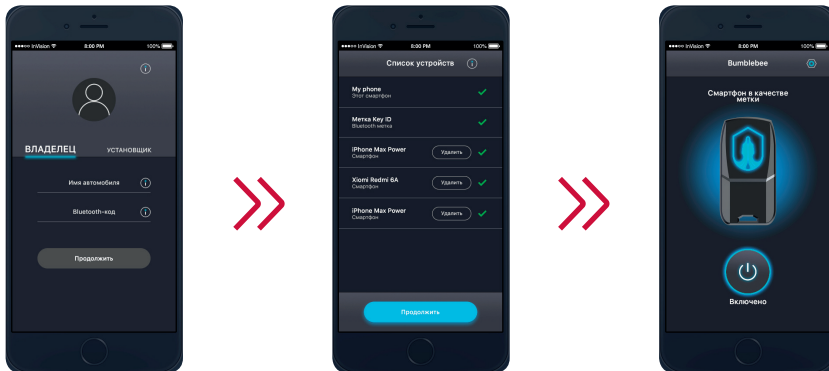 InVision 8:00 PM 100%
ВЛАДЕЛЕЦ УСТАНОВЩИК
Имя автомобиля
Bluetooth-код
Продолжить
InVision 8:00 PM 100%
Список устройств
My phone
Этот смартфон
Метка Key ID
Bluetooth-метка
iPhone Max Power
Смартфон
Удалить
Xiomi Redmi 6A
Смартфон
Удалить
iPhone Max Power
Смартфон
Удалить
Продолжить
InVision 8:00 PM 100%
Bumblebee
Смартфон в качестве
метки
Включено